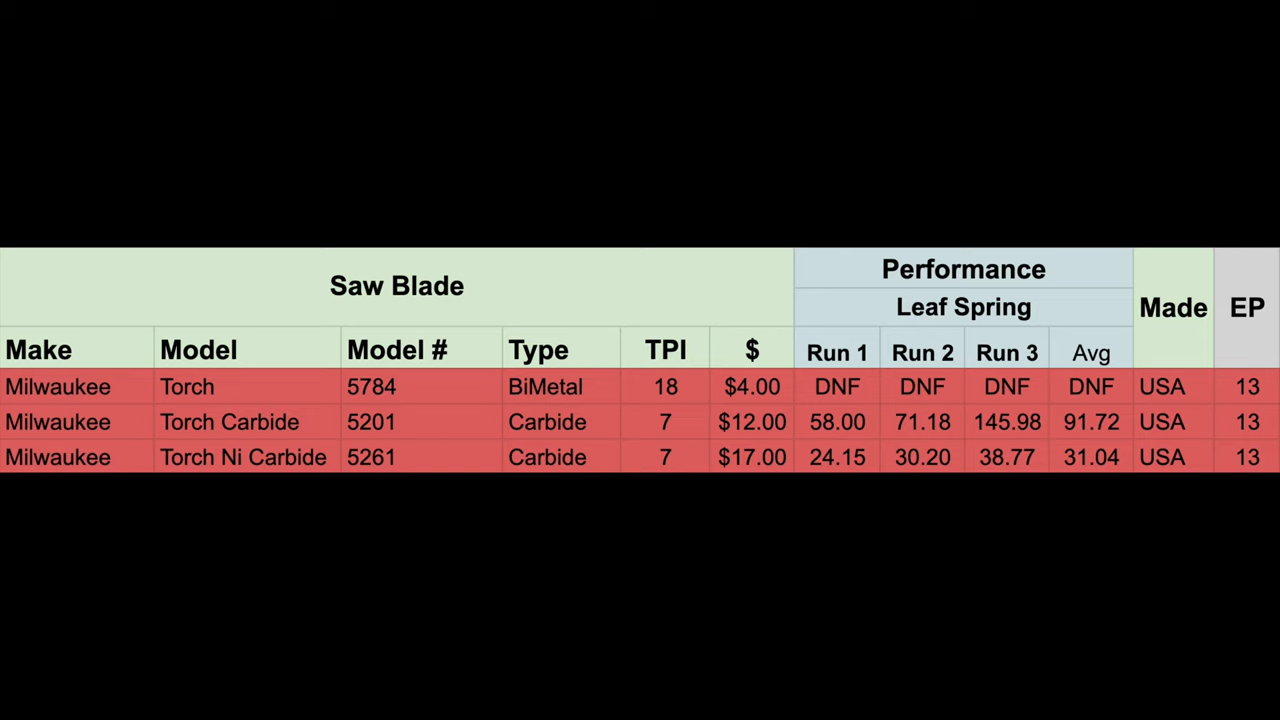 Saw Blade Performance Made EP
Leaf Spring
Make Model Model # Type TPI $ Run 1 Run 2 Run 3 Avg
Milwaukee Torch 5784 BiMetal 18 $4.00 DNF DNF DNF DNF USA 13
Milwaukee Torch Carbide 5201 Carbide 7 $12.00 58.00 71.18 145.98 91.72 USA 13
Milwaukee Torch Ni Carbide 5261 Carbide 7 $17.00 24.15 30.20 38.77 31.04 USA 13